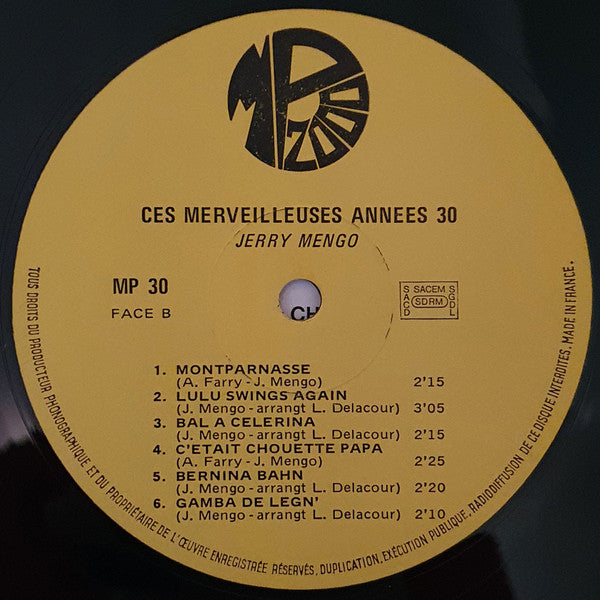 MP 2000
CES MERVEILLEUSES ANNEES 30
JERRY MENGO
MP 30
FACE B
CH
SACD SACEM SDRM SGDL
1. MONTPARNASSE
(A. Farry - J. Mengo) 2'15
2. LULU SWINGS AGAIN
(J. Mengo - arrangt L. Delacour) 3'05
3. BAL A CELERINA
(J. Mengo - arrangt L. Delacour) 2'15
4. C'ETAIT CHOUETTE PAPA
(A. Farry - J. Mengo) 2'25
5. BERNINA BAHN
(J. Mengo - arrangt L. Delacour) 2'20
6. GAMBA DE LEGN'
(J. Mengo - arrangt L. Delacour) 2'10
TOUS DROITS DU PRODUCTEUR PHONOGRAPHIQUE ET DU PROPRIÉTAIRE DE L'ŒUVRE ENREGISTRÉE RÉSERVÉS, DUPLICATION, EXÉCUTION PUBLIQUE, RADIODIFFUSION DE CE DISQUE INTERDITES. MADE IN FRANCE.